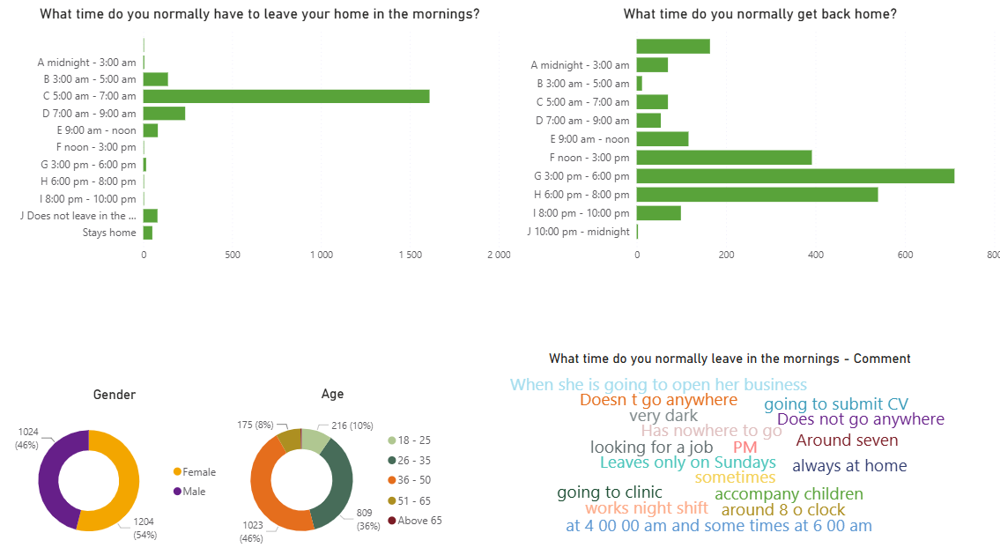 What time do you normally have to leave your home in the mornings?
A midnight - 3:00 am
B 3:00 am - 5:00 am
C 5:00 am - 7:00 am
D 7:00 am - 9:00 am
E 9:00 am - noon
F noon - 3:00 pm
G 3:00 pm - 6:00 pm
H 6:00 pm - 8:00 pm
I 8:00 pm - 10:00 pm
J Does not leave in the ...
Stays home
0 500 1 000 1 500 2 000
What time do you normally get back home?
A midnight - 3:00 am
B 3:00 am - 5:00 am
C 5:00 am - 7:00 am
D 7:00 am - 9:00 am
E 9:00 am - noon
F noon - 3:00 pm
G 3:00 pm - 6:00 pm
H 6:00 pm - 8:00 pm
I 8:00 pm - 10:00 pm
J 10:00 pm - midnight
0 200 400 600 800
Gender
1024
(46%)
1204
(54%)
Female
Male
Age
175 (8%)
216 (10%)
809
(36%)
1023
(46%)
18 - 25
26 - 35
36 - 50
51 - 65
Above 65
What time do you normally leave in the mornings - Comment
When she is going to open her business
Doesn t go anywhere
going to submit CV
very dark
Does not go anywhere
Has nowhere to go
Around seven
looking for a job
PM
Leaves only on Sundays
always at home
sometimes
going to clinic
accompany children
works night shift
around 8 o clock
at 4 00 00 am and some times at 6 00 am